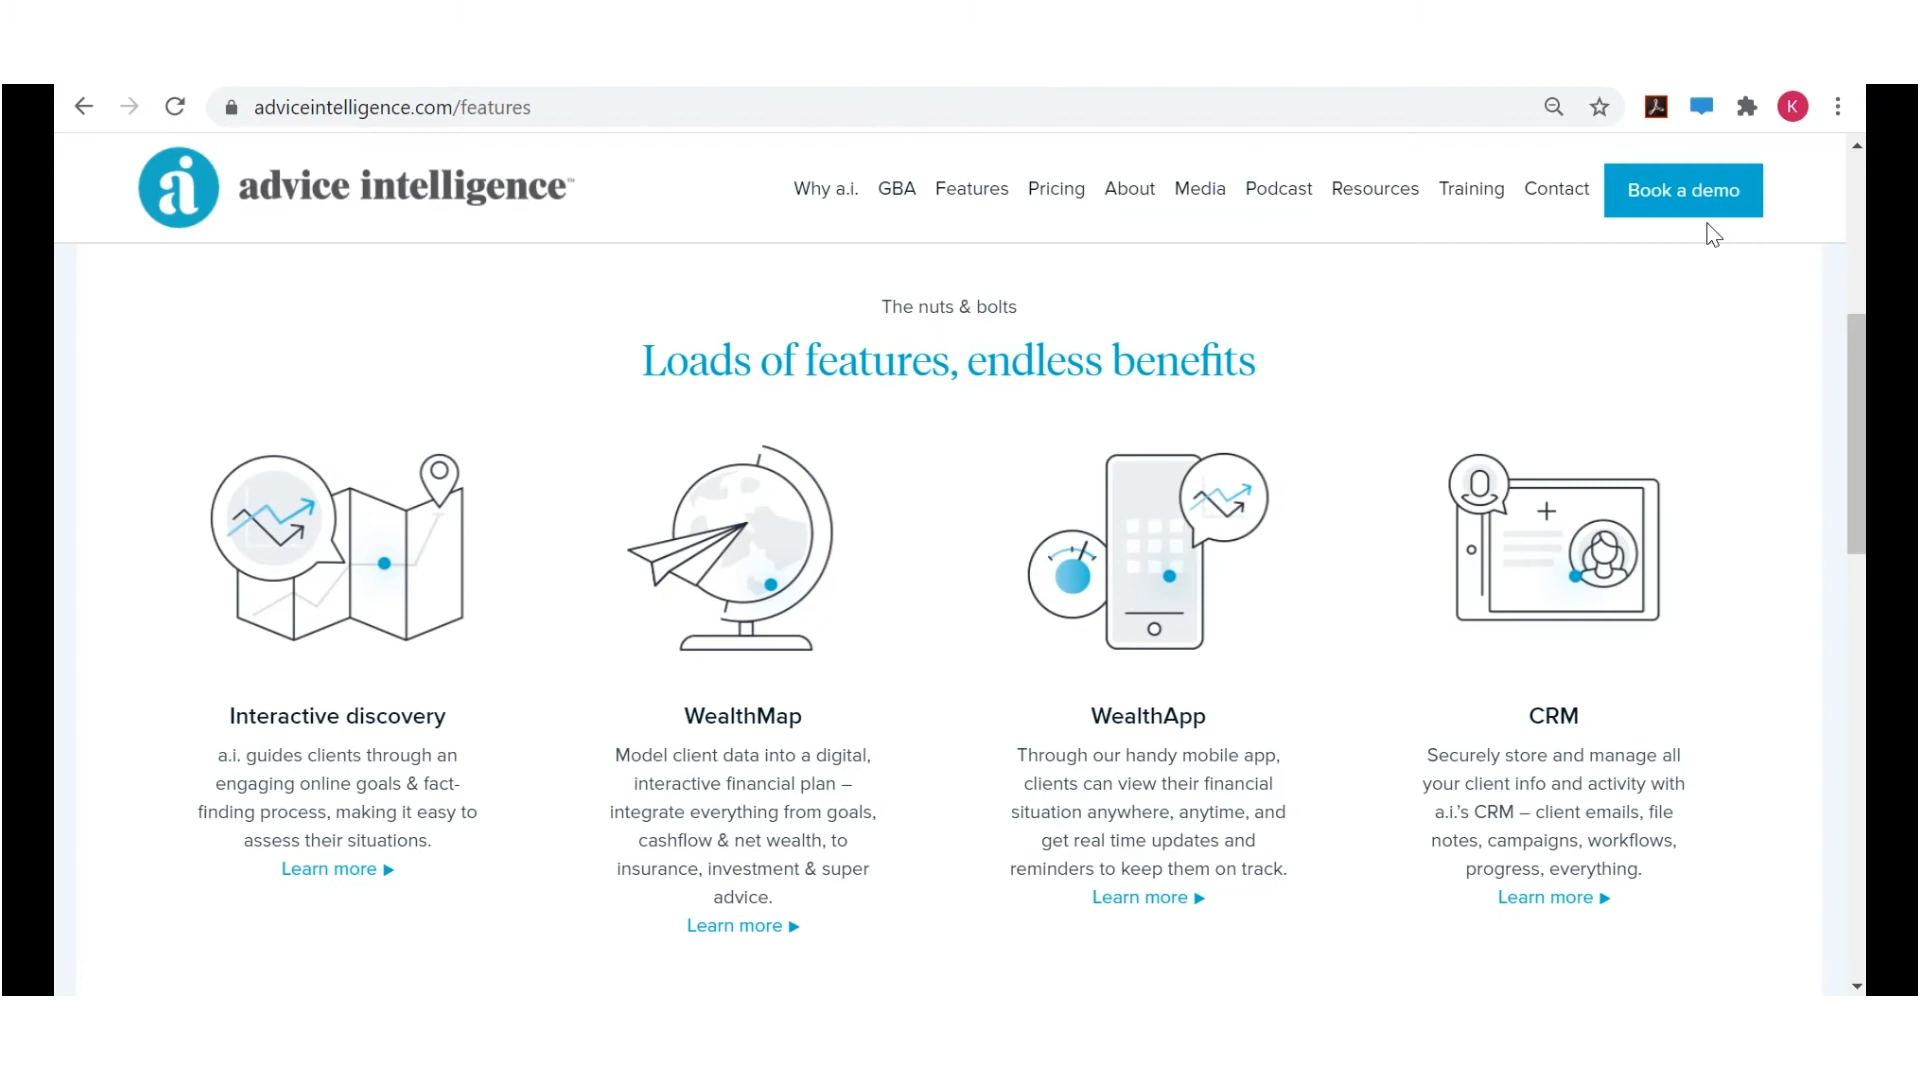 adviceintelligence.com/features
K
ai advice intelligence™
Why a.i. GBA Features Pricing About Media Podcast Resources Training Contact Book a demo
The nuts & bolts
Loads of features, endless benefits
Interactive discovery
a.i. guides clients through an
engaging online goals & fact-
finding process, making it easy to
assess their situations.
Learn more ▶
WealthMap
Model client data into a digital,
interactive financial plan –
integrate everything from goals,
cashflow & net wealth, to
insurance, investment & super
advice.
Learn more ▶
WealthApp
Through our handy mobile app,
clients can view their financial
situation anywhere, anytime, and
get real time updates and
reminders to keep them on track.
Learn more ▶
CRM
Securely store and manage all
your client info and activity with
a.i.'s CRM – client emails, file
notes, campaigns, workflows,
progress, everything.
Learn more ▶